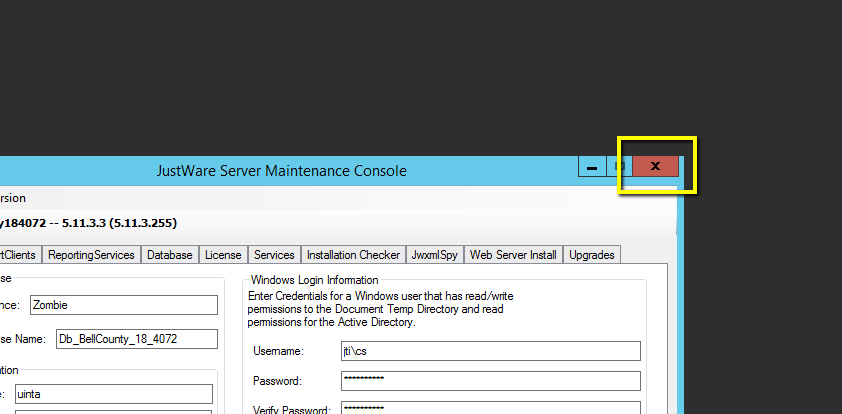 JustWare Server Maintenance Console
rsion
y184072 -- 5.11.3.3 (5.11.3.255)
rtClients ReportingServices Database License Services Installation Checker JwxmlSpy Web Server Install Upgrades
se
nce: Zombie
se Name: Db_BellCounty_18_4072
ation
e: uinta
Windows Login Information
Enter Credentials for a Windows user that has read/write
permissions to the Document Temp Directory and read
permissions for the Active Directory.
Username: jti\cs
Password: **********
Verify Password: **********